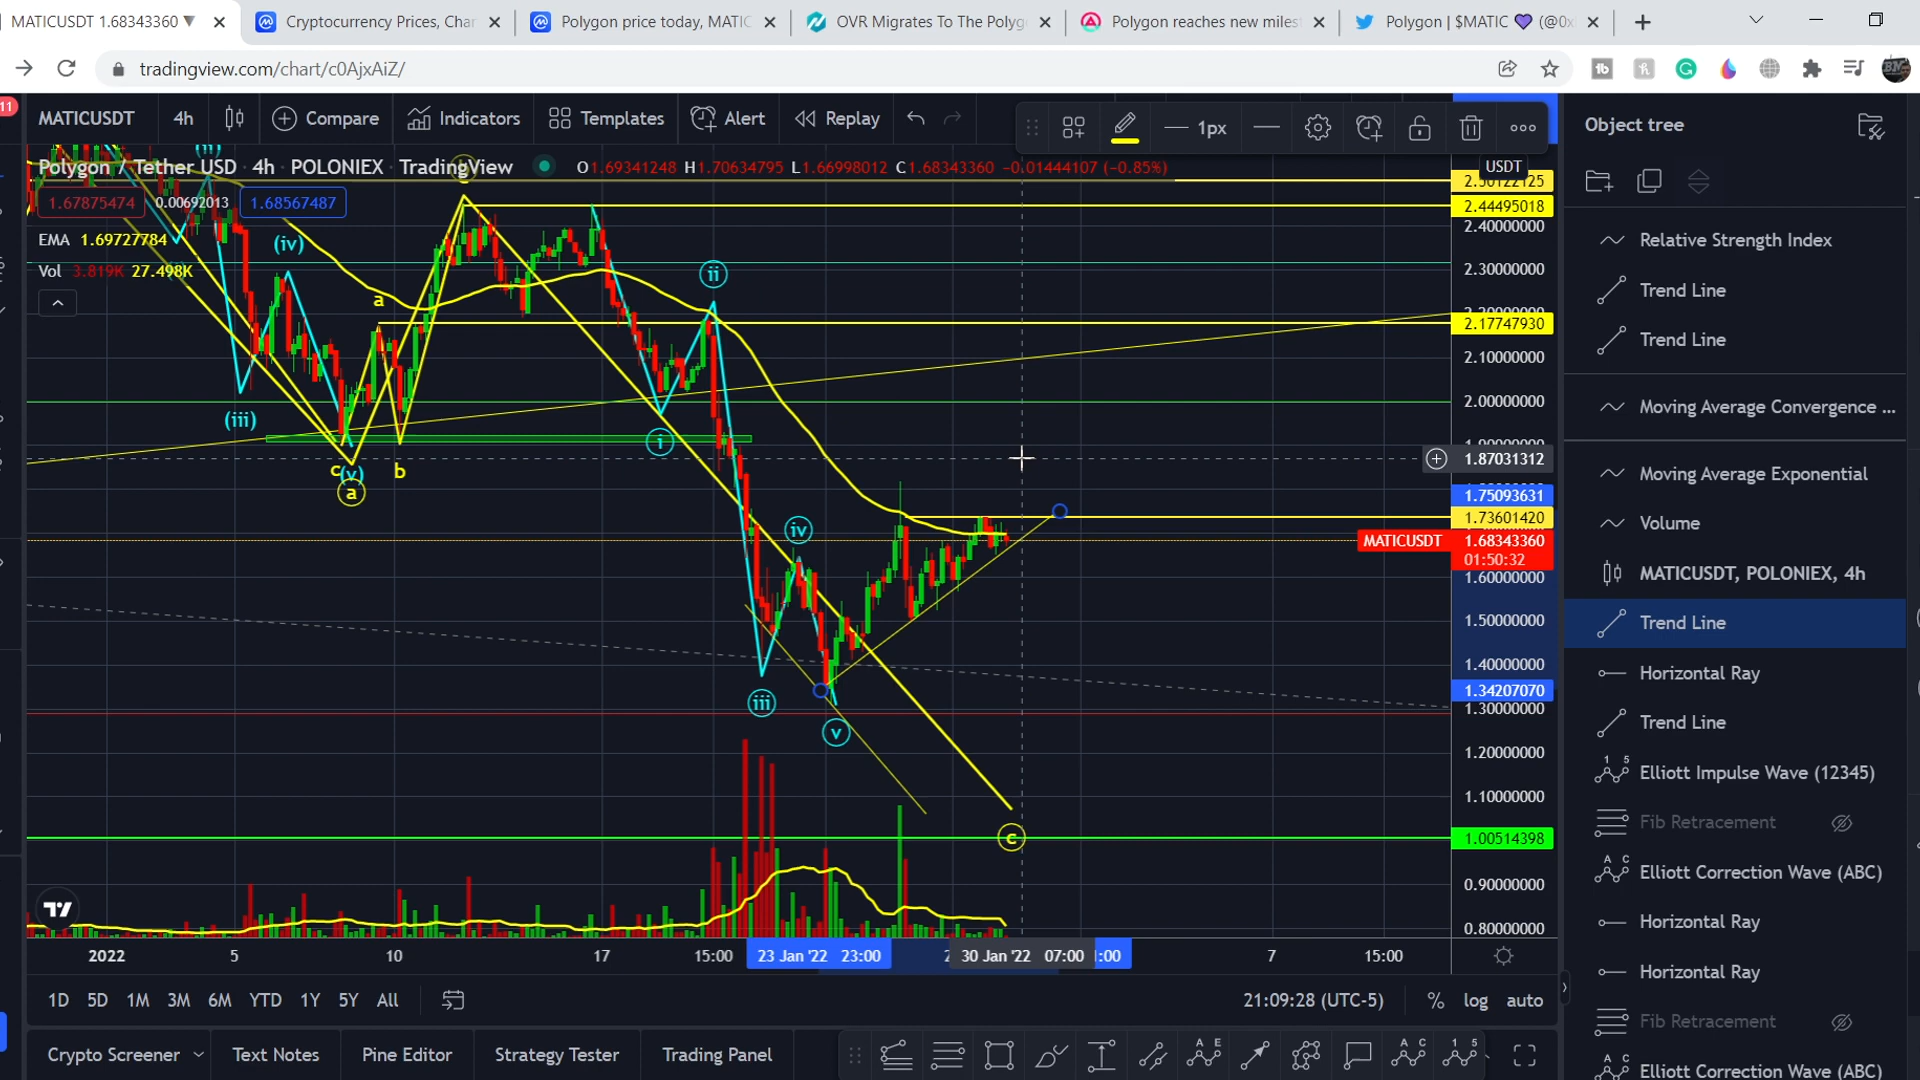 MATICUSDT 1.68343360 ▼
Cryptocurrency Prices, Char
Polygon price today, MATIC
OVR Migrates To The Polyg
Polygon reaches new miles
Polygon | $MATIC 💜 (@0x
tradingview.com/chart/c0AjxAiZ/
11
MATICUSDT 4h Compare Indicators Templates Alert Replay 1px
Polygon / Tether USD · 4h · POLONIEX · TradingView O1.69341248 H1.70634795 L1.66998012 C1.68343360 -0.01444107 (-0.85%)
1.67875474 0.00692013 1.68567487
EMA 1.69727784
Vol 3.819K 27.498K
USDT
2.50122125
2.44495018
2.40000000
2.30000000
2.17747930
2.10000000
2.00000000
1.87031312
1.75093631
1.73601420
MATICUSDT 1.68343360
01:50:32
1.60000000
1.50000000
1.40000000
1.34207070
1.30000000
1.20000000
1.10000000
1.00514398
0.90000000
0.80000000
(iv)
(iii)
a
c
(v)
a
b
i
ii
iii
iv
v
c
2022 5 10 17 15:00 23 Jan '22 23:00 30 Jan '22 07:00 :00 7 15:00
1D 5D 1M 3M 6M YTD 1Y 5Y All
21:09:28 (UTC-5) % log auto
Crypto Screener Text Notes Pine Editor Strategy Tester Trading Panel
Object tree
Relative Strength Index
Trend Line
Trend Line
Moving Average Convergence ...
Moving Average Exponential
Volume
MATICUSDT, POLONIEX, 4h
Trend Line
Horizontal Ray
Trend Line
Elliott Impulse Wave (12345)
Fib Retracement
Elliott Correction Wave (ABC)
Horizontal Ray
Horizontal Ray
Fib Retracement
Elliott Correction Wave (ABC)